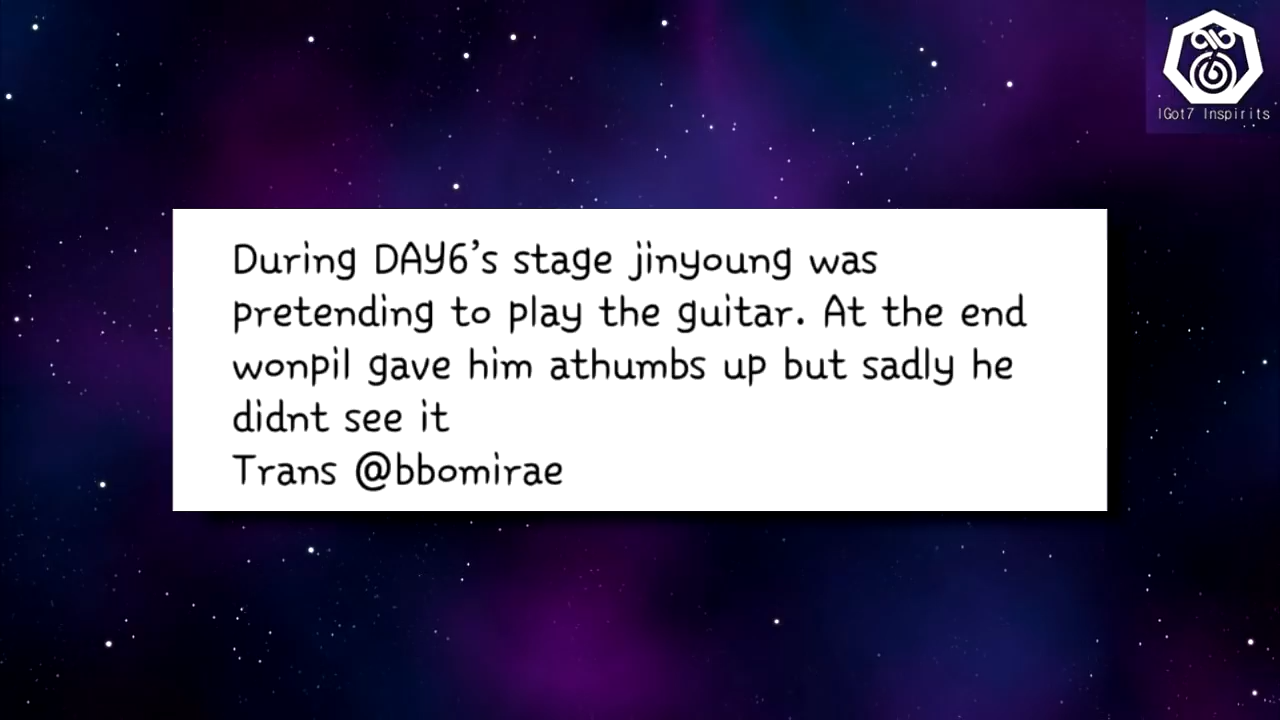 IGot7 Inspirits
During DAY6's stage jinyoung was
pretending to play the guitar. At the end
wonpil gave him athumbs up but sadly he
didnt see it
Trans @bbomirae